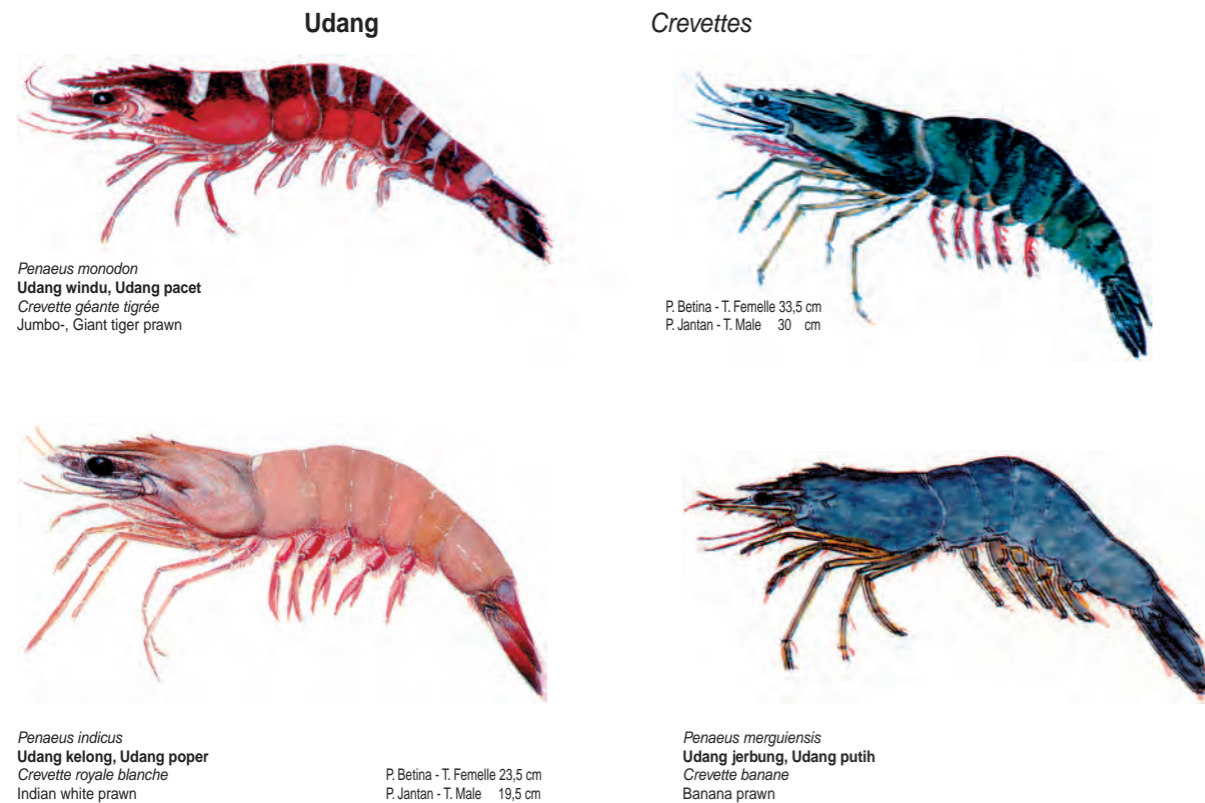 Udang
Crevettes
Penaeus monodon
Udang windu, Udang pacet
Crevette géante tigrée
Jumbo-, Giant tiger prawn
P. Betina - T. Femelle 33,5 cm
P. Jantan - T. Male 30 cm
Penaeus indicus
Udang kelong, Udang poper
Crevette royale blanche
Indian white prawn
P. Betina - T. Femelle 23,5 cm
P. Jantan - T. Male 19,5 cm
Penaeus merguiensis
Udang jerbung, Udang putih
Crevette banane
Banana prawn